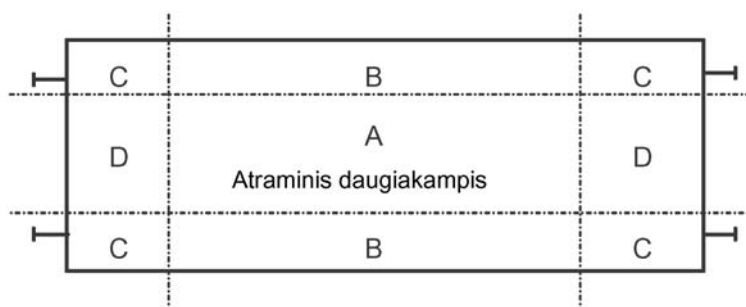 C B C
A
D D
Atraminis daugiakampis
C B C